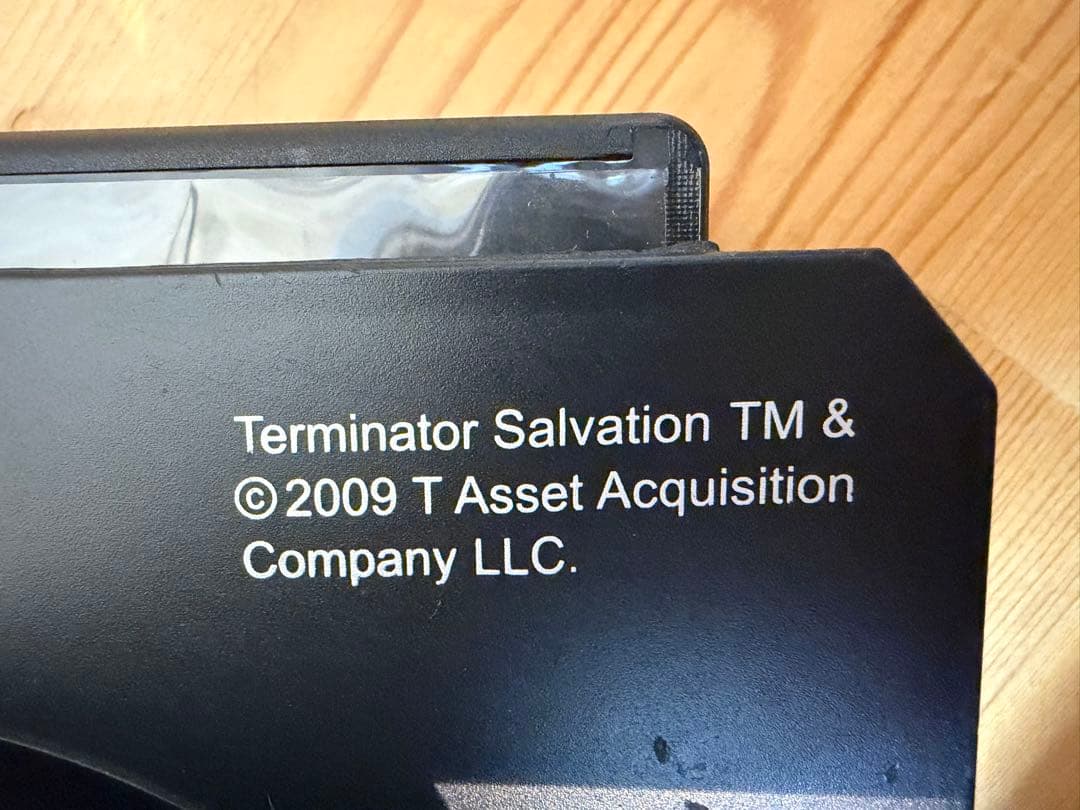 Terminator Salvation TM &
© 2009 T Asset Acquisition
Company LLC.